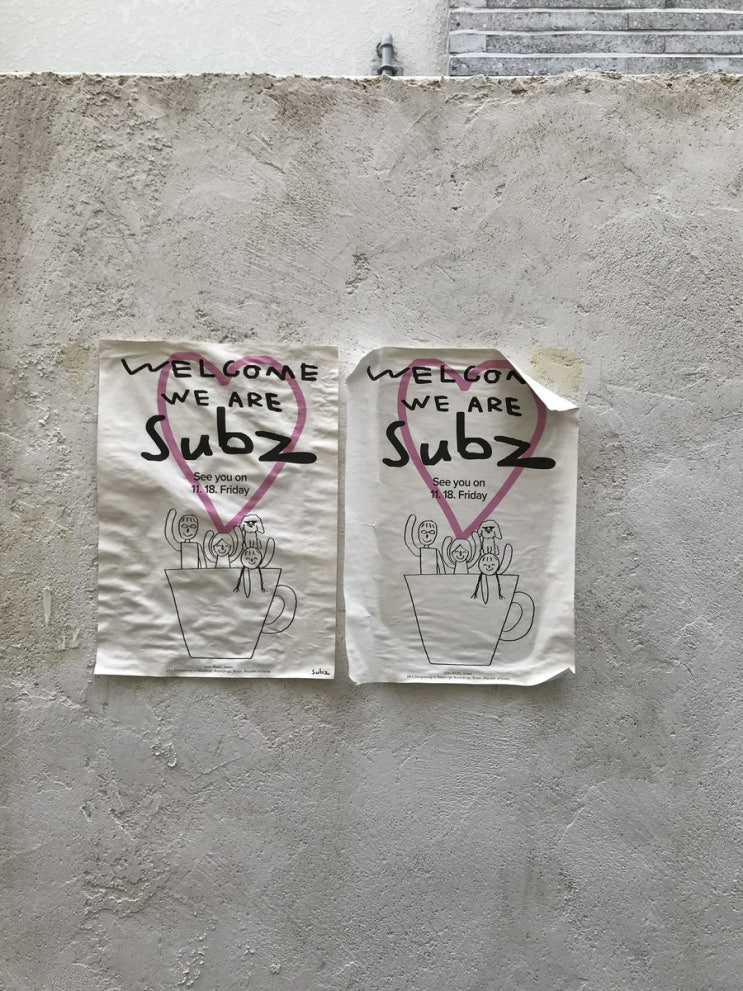 WELCOME
WE ARE
Subz
See you on
11. 18. Friday
subz
WELCOM
WE ARE
Subz
See you on
11. 18. Friday